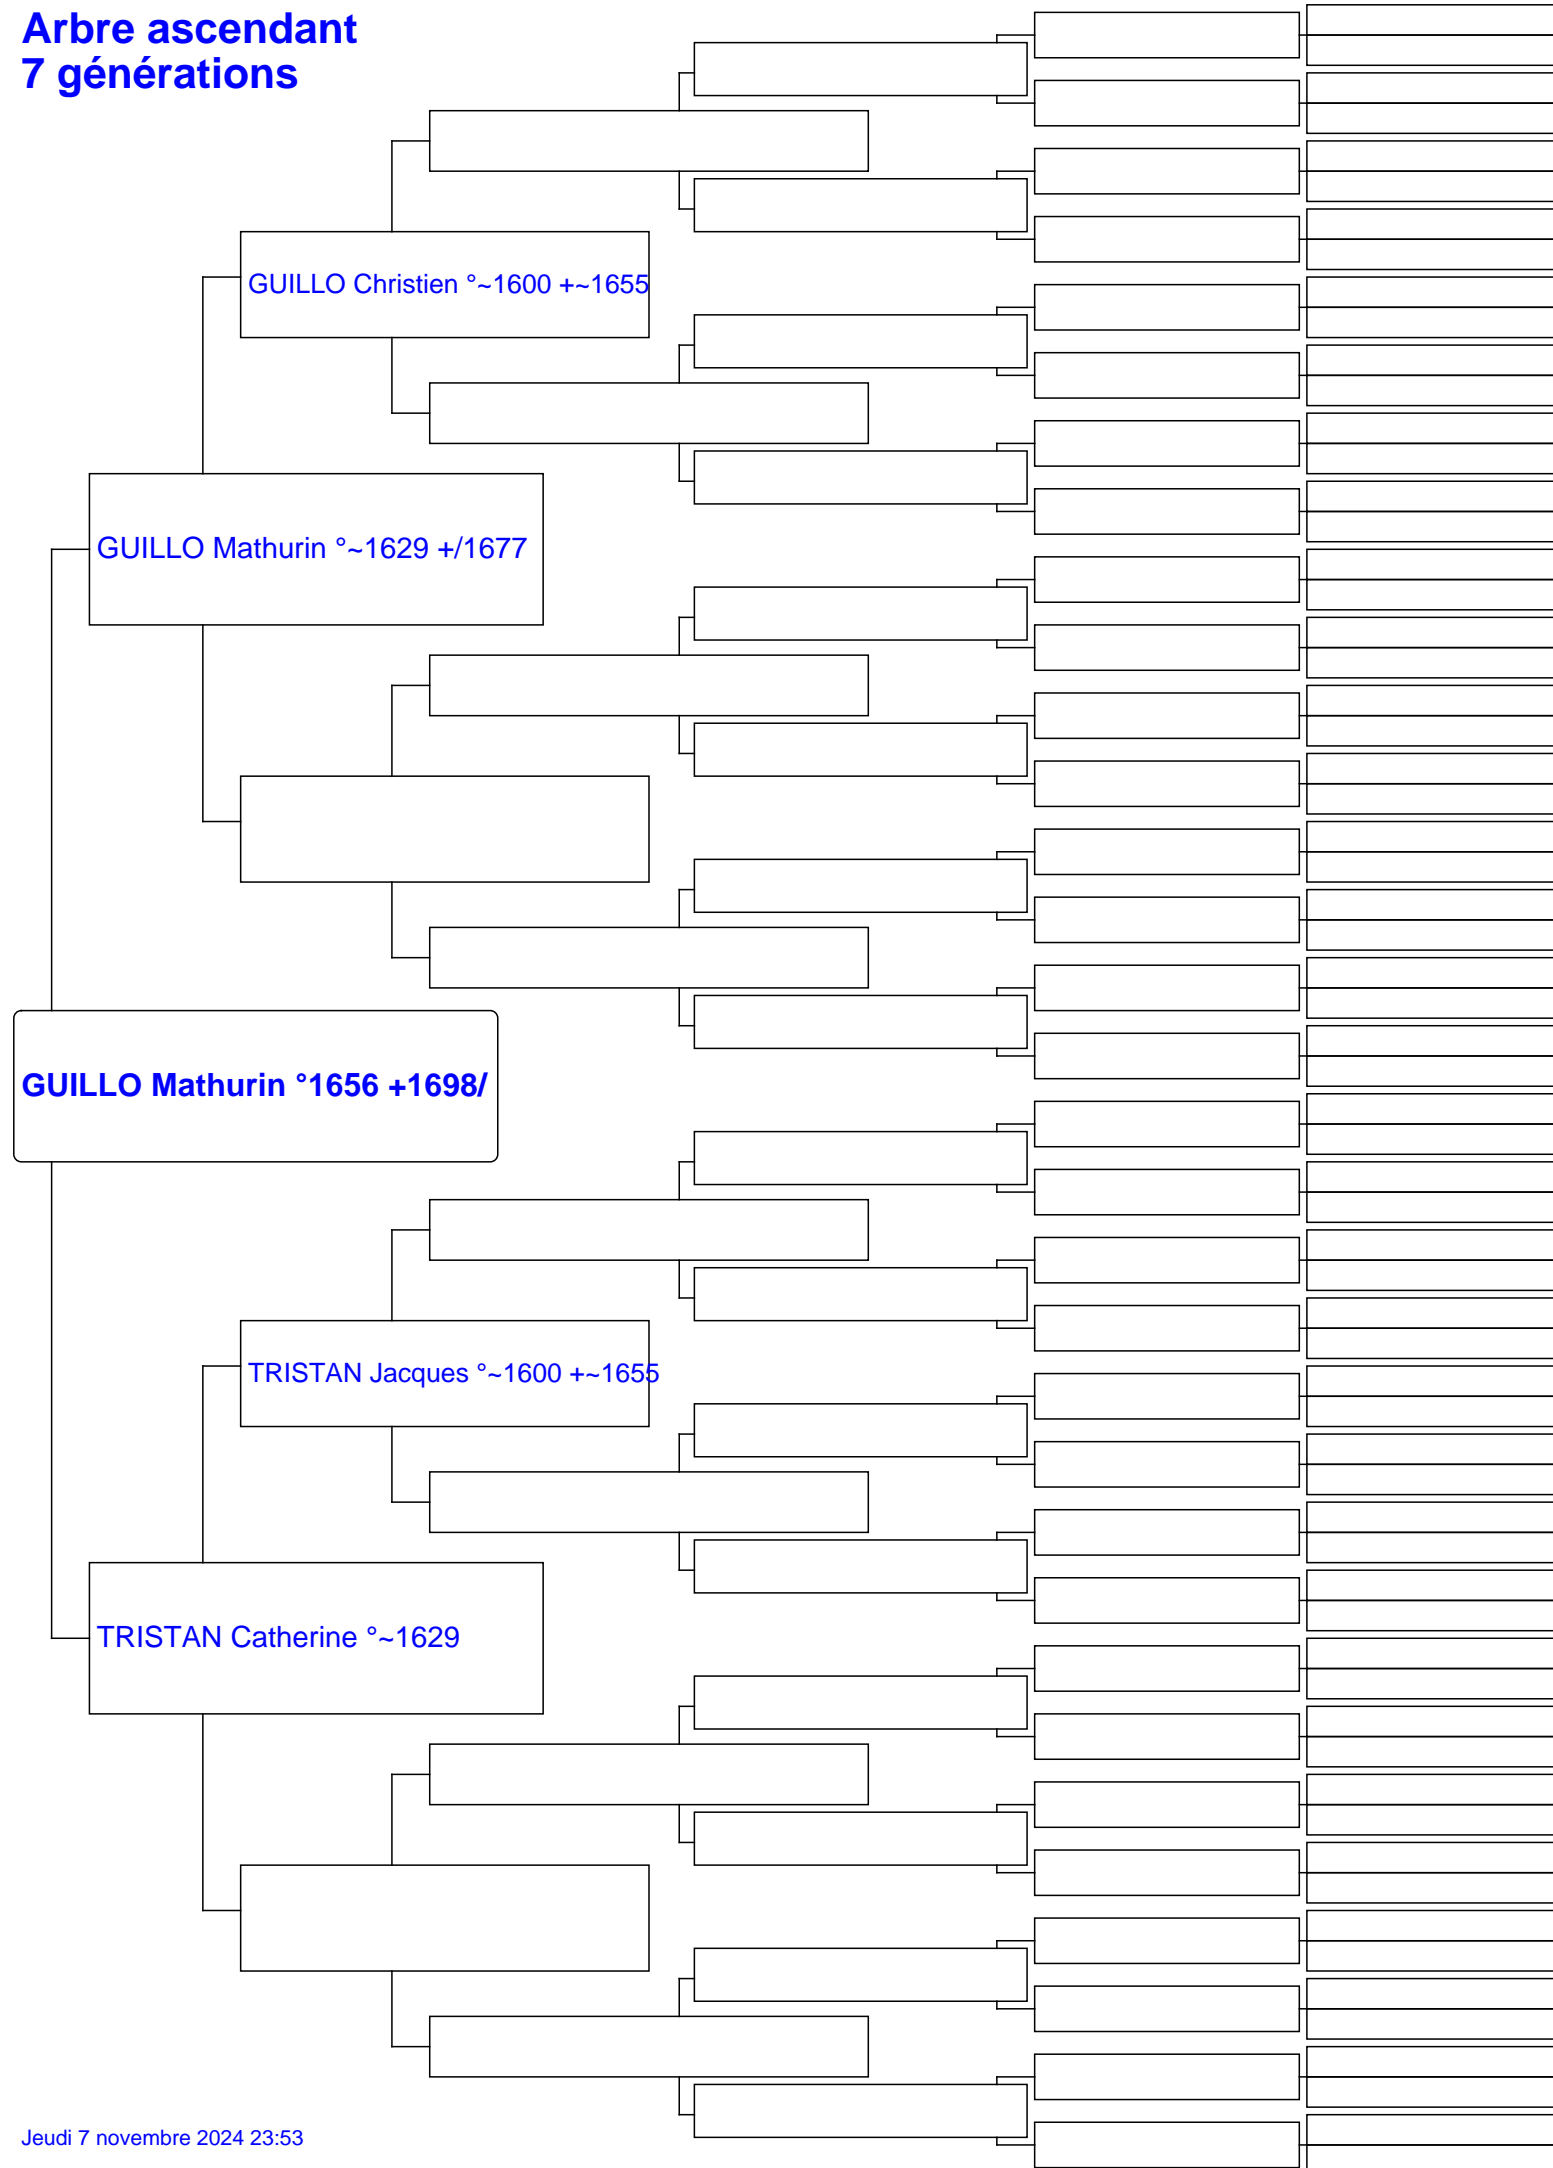 Arbre ascendant
7 générations
GUILLO Christien °~1600 +~1655
GUILLO Mathurin °~1629 +/1677
GUILLO Mathurin °1656 +1698/
TRISTAN Jacques °~1600 +~1655
TRISTAN Catherine °~1629
Jeudi 7 novembre 2024 23:53